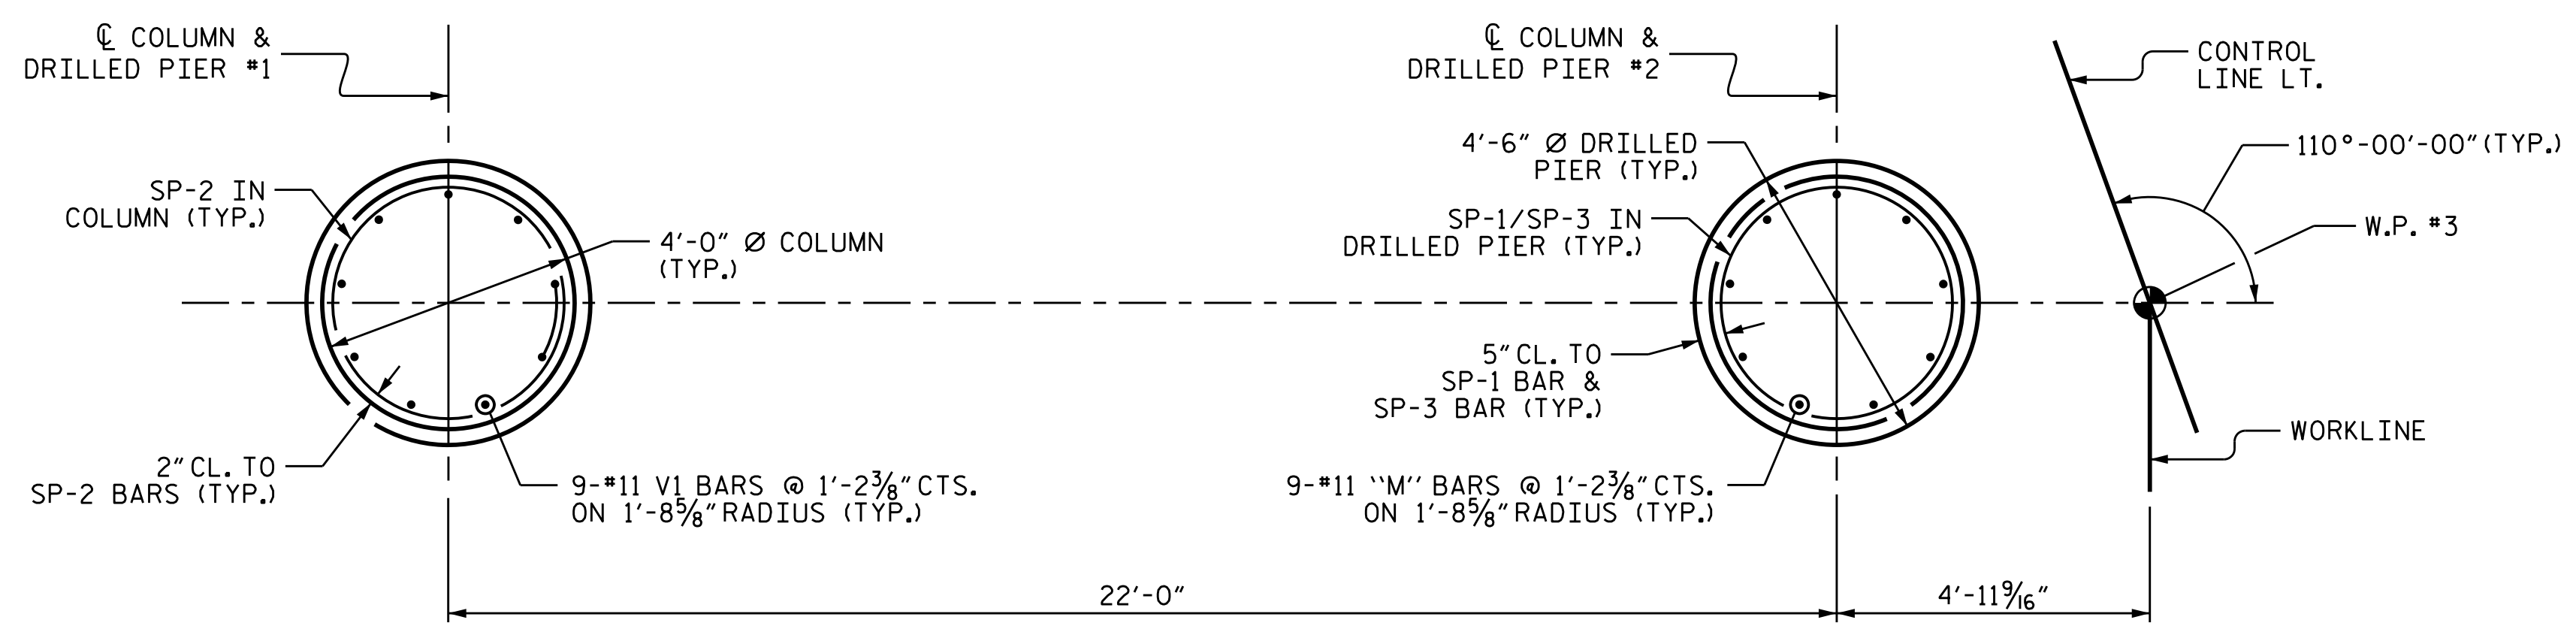 ℄ COLUMN &
DRILLED PIER #1
SP-2 IN
COLUMN (TYP.)
4'-0" Ø COLUMN
(TYP.)
2" CL. TO
SP-2 BARS (TYP.)
9-#11 V1 BARS @ 1'-2⅜" CTS.
ON 1'-8⅝" RADIUS (TYP.)
℄ COLUMN &
DRILLED PIER #2
4'-6" Ø DRILLED
PIER (TYP.)
SP-1/SP-3 IN
DRILLED PIER (TYP.)
5" CL. TO
SP-1 BAR &
SP-3 BAR (TYP.)
9-#11 "M" BARS @ 1'-2⅜" CTS.
ON 1'-8⅝" RADIUS (TYP.)
CONTROL
LINE LT.
110°-00'-00" (TYP.)
W.P. #3
WORKLINE
22'-0"
4'-11 9/16"